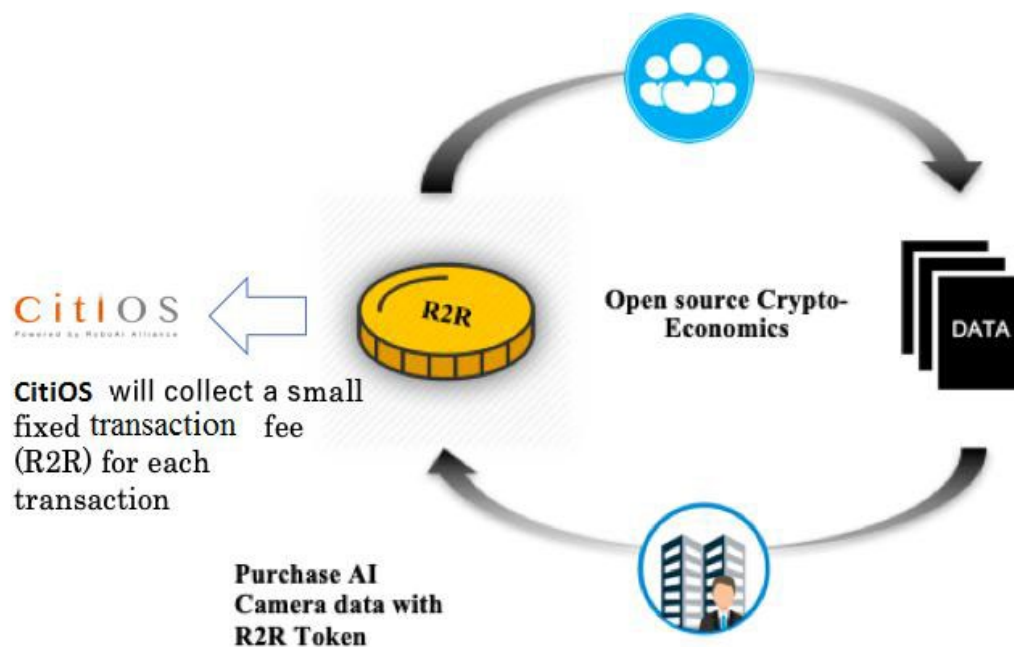 R2R
Open source Crypto-
Economics
DATA
CitIOS
Powered by RoboAI Alliance
CitiOS will collect a small
fixed transaction fee
(R2R) for each
transaction
Purchase AI
Camera data with
R2R Token